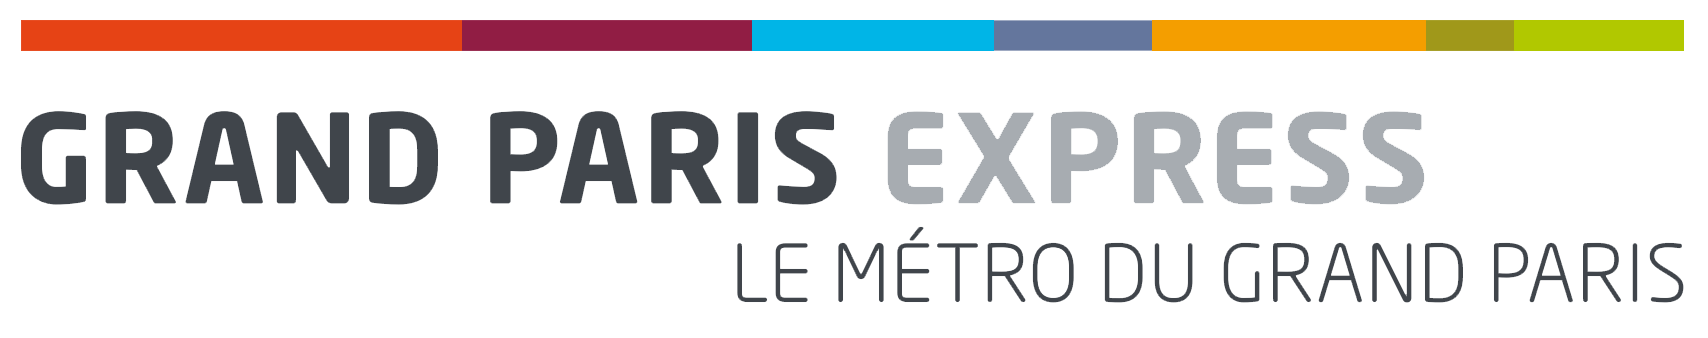 GRAND PARIS EXPRESS
LE MÉTRO DU GRAND PARIS